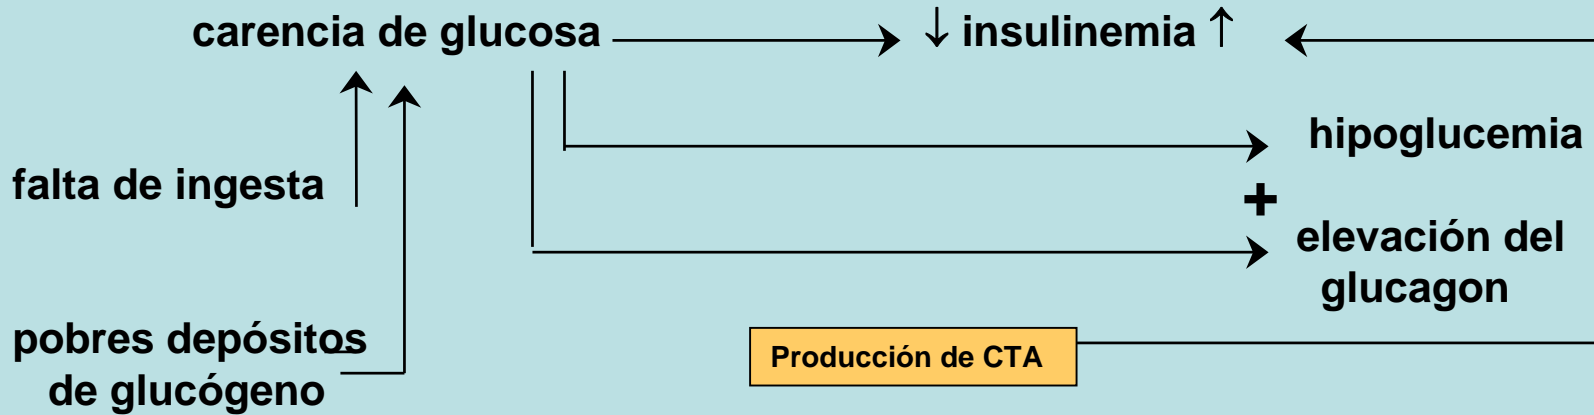 carencia de glucosa
↓ insulinemia ↑
hipoglucemia
falta de ingesta
+
elevación del
glucagon
pobres depósitos
de glucógeno
Producción de CTA